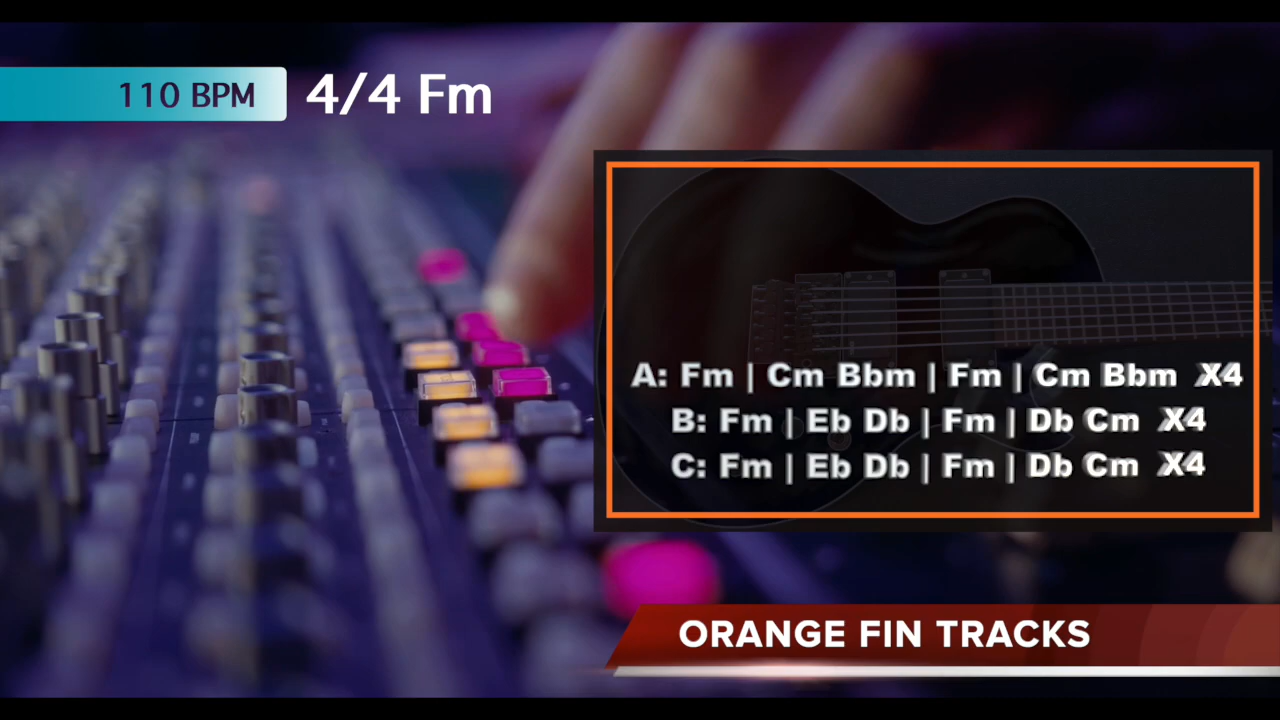 110 BPM 4/4 Fm
A: Fm | Cm Bbm | Fm | Cm Bbm X4
B: Fm | Eb Db | Fm | Db Cm X4
C: Fm | Eb Db | Fm | Db Cm X4
ORANGE FIN TRACKS